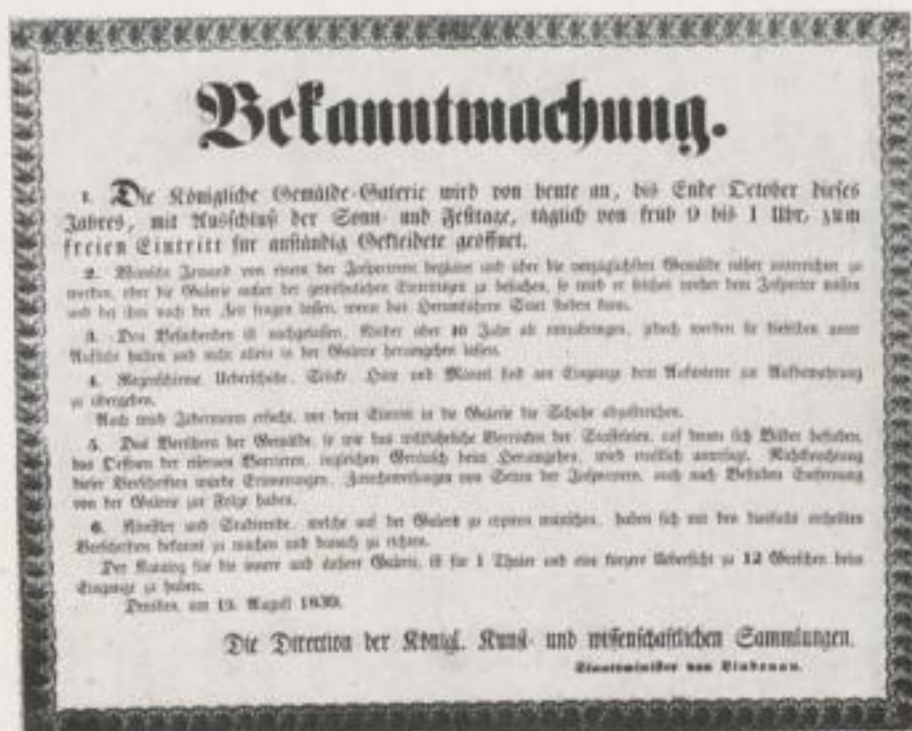 Bekanntmachung.
1. Die Königliche Gemälde-Galerie wird von heute an, bis Ende October dieses
Jahres, mit Ausschluß der Sonn- und Festtage, täglich von früh 9 bis 1 Uhr, zum
freien Eintritt für anständig Gekleidete geöffnet.
2. Wünscht Jemand von einem der Inspectoren begleitet und über die vorzüglichsten Gemälde näher unterrichtet zu
werden, oder die Galerie außer der gewöhnlichen Stunden zu besuchen, so wird er solches vorher dem Inspector
und bei ihm nach der Zeit fragen lassen, wenn das Herumführen Statt finden kann.
3. Den Besuchenden ist nachgelassen, Kinder über 10 Jahr alt mitzubringen, jedoch werden sie dieselben unter
Aufsicht halten und nicht allein in der Galerie herumgehen lassen.
4. Regenschirme, Ueberschuhe, Stöcke, Hüte und Mäntel sind am Eingange dem Aufwärter zur Aufbewahrung
zu übergeben.
Auch wird Jedermann ersucht, vor dem Eintritt in die Galerie die Schuhe abzustreichen.
5. Das Berühren der Gemälde, so wie das willkührliche Verrücken der Staffeleien, auf denen sich Bilder befinden,
das Oeffnen der Barrieren, ingleichen Geräusch beim Herumgehen, wird untersagt. Nichtbeachtung
dieser Vorschriften würde Erinnerungen, Zurechtweisungen von Seiten der Inspectoren, auch nach Befinden Entfernung
von der Galerie zur Folge haben.
6. Künstler und Studirende, welche auf der Galerie zu copiren wünschen, haben sich mit den dießfalls ertheilten
Vorschriften bekannt zu machen und darnach zu richten.
Der Katalog für die innere und äußere Galerie, ist für 1 Thaler und eine kürzere Uebersicht zu 12 Groschen beim
Eingange zu haben.
Dresden, am 13. August 1839.
Die Direction der Königl. Kunst- und wissenschaftlichen Sammlungen.
Staatsminister von Lindenau.